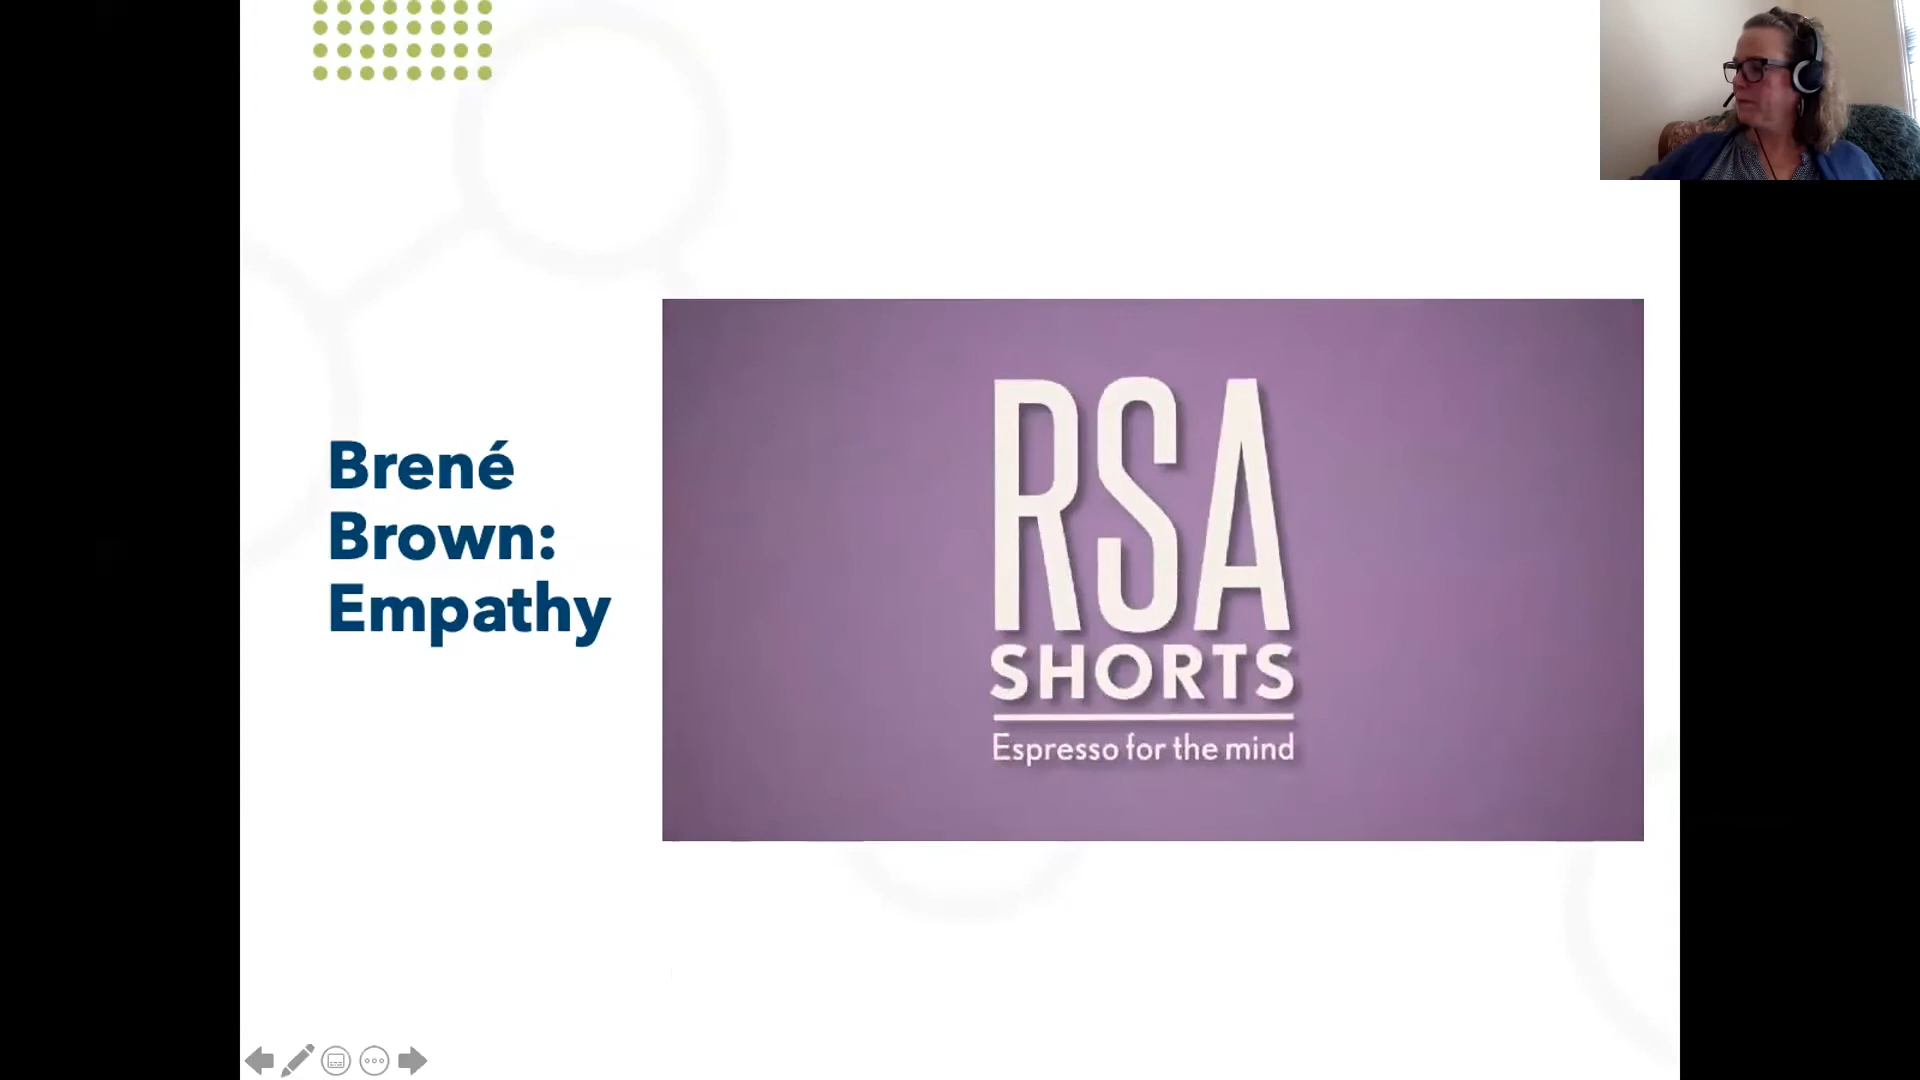 Brené
Brown:
Empathy
RSA
SHORTS
Espresso for the mind